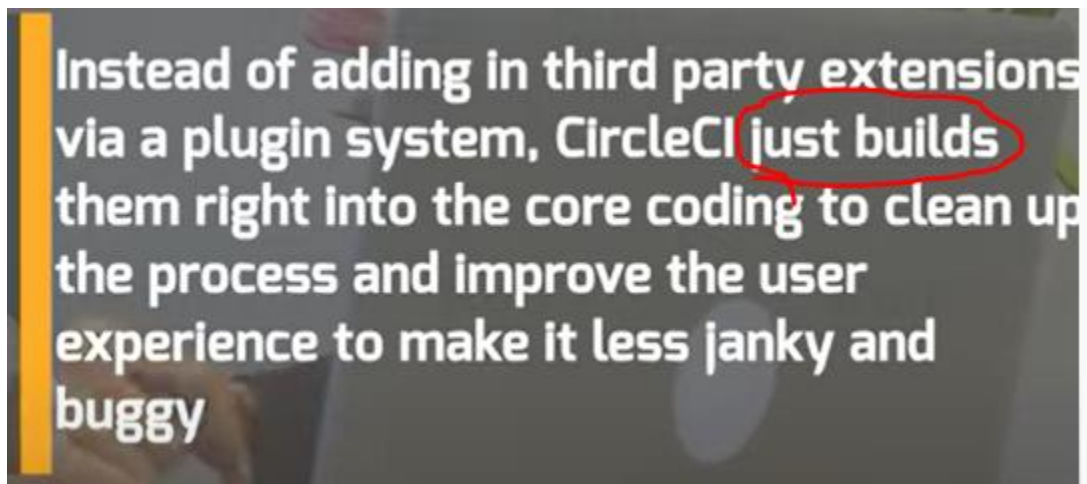 Instead of adding in third party extensions
via a plugin system, CircleCI just builds
them right into the core coding to clean up
the process and improve the user
experience to make it less janky and
buggy